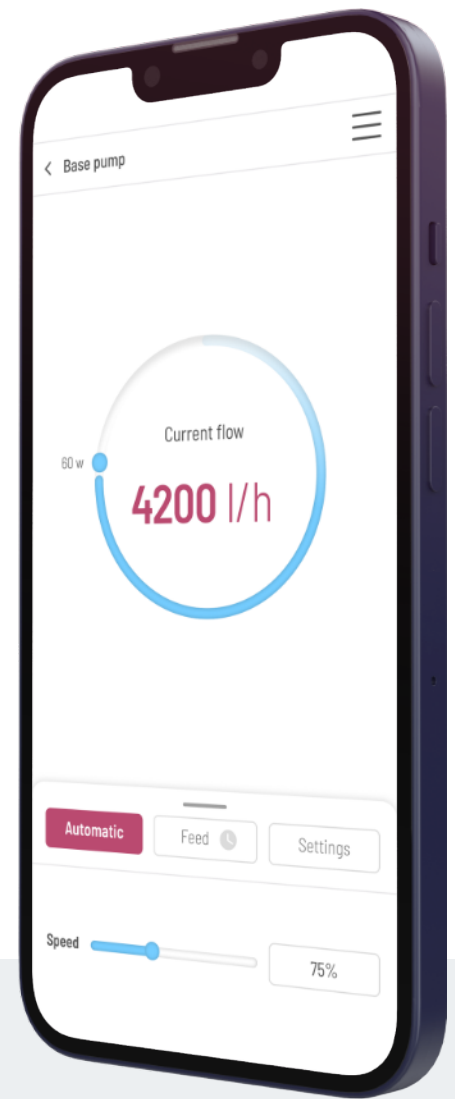 Base pump
Current flow
60 w
4200 l/h
Automatic
Feed
Settings
Speed
75%